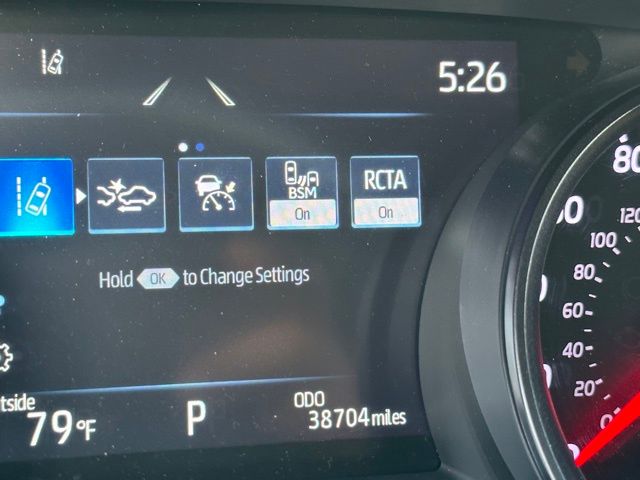 5:26
BSM
On
RCTA
On
Hold OK to Change Settings
tside
79°F
P
ODO
38704 miles
80
120
100
80
60
40
20
0